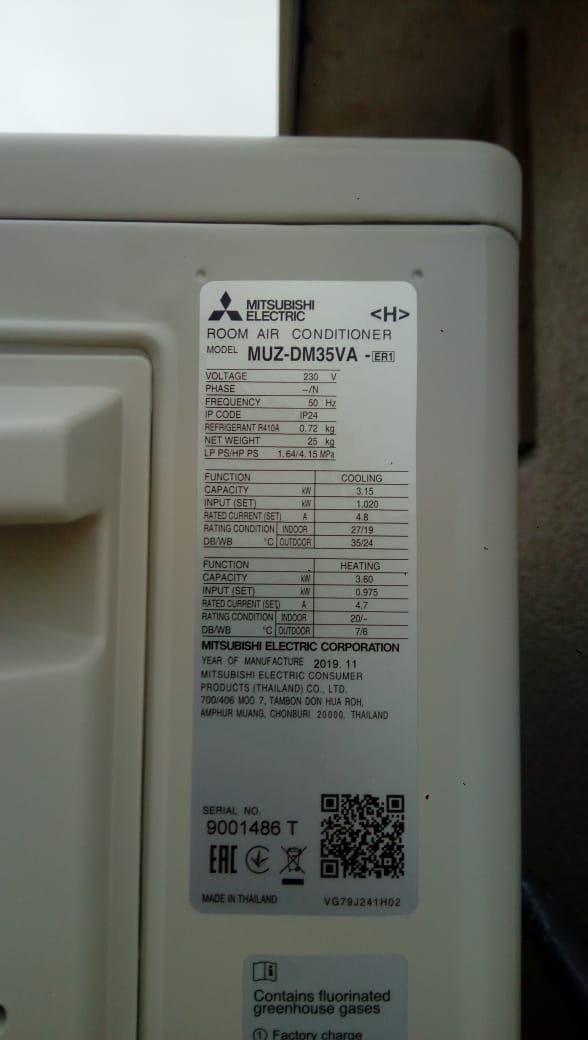 MITSUBISHI
ELECTRIC
<H>
ROOM AIR CONDITIONER
MODEL MUZ-DM35VA - ER1
VOLTAGE 230 V
PHASE ~/N
FREQUENCY 50 Hz
IP CODE IP24
REFRIGERANT R410A 0.72 kg
NET WEIGHT 25 kg
LP PS/HP PS 1.64/4.15 MPa
FUNCTION COOLING
CAPACITY kW 3.15
INPUT (SET) kW 1.020
RATED CURRENT (SET) A 4.8
RATING CONDITION INDOOR 27/19
DB/WB °C OUTDOOR 35/24
FUNCTION HEATING
CAPACITY kW 3.60
INPUT (SET) kW 0.975
RATED CURRENT (SET) A 4.7
RATING CONDITION INDOOR 20/-
DB/WB °C OUTDOOR 7/6
MITSUBISHI ELECTRIC CORPORATION
YEAR OF MANUFACTURE 2019. 11
MITSUBISHI ELECTRIC CONSUMER
PRODUCTS (THAILAND) CO., LTD.
700/406 MOO 7, TAMBON DON HUA ROH,
AMPHUR MUANG, CHONBURI 20000, THAILAND
SERIAL NO.
9001486 T
EAC
MADE IN THAILAND VG79J241H02
Contains fluorinated
greenhouse gases
① Factory charge